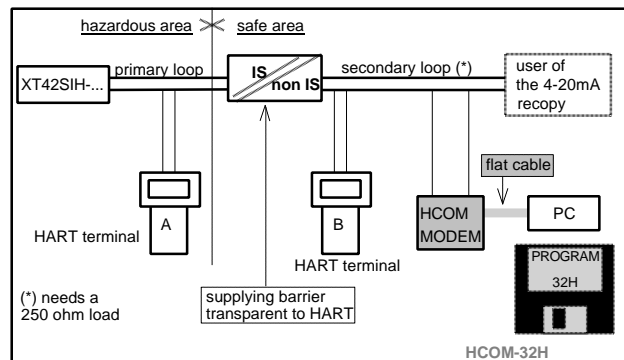 hazardous area
safe area
XT42SIH-...
primary loop
IS
non IS
secondary loop (*)
user of
the 4-20mA
recopy
flat cable
A
HART terminal
B
HART terminal
HCOM
MODEM
PC
PROGRAM
32H
(*) needs a
250 ohm load
supplying barrier
transparent to HART
HCOM-32H